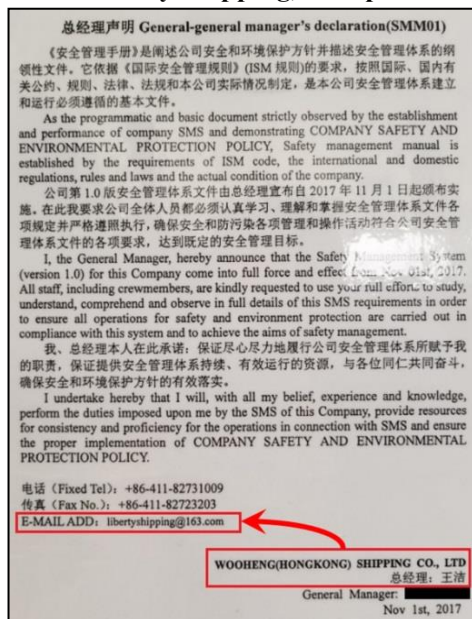 总经理声明 General-general manager's declaration(SMM01)
《安全管理手册》是阐述公司安全和环境保护方针并描述安全管理体系的纲
领性文件。它依据《国际安全管理规则》(ISM 规则)的要求，按照国际、国内有
关公约、规则、法律、法规和本公司实际情况制定，是本公司安全管理体系建立
和运行必须遵循的基本文件。
As the programmatic and basic document strictly observed by the establishment
and performance of company SMS and demonstrating COMPANY SAFETY AND
ENVIRONMENTAL PROTECTION POLICY, Safety management manual is
established by the requirements of ISM code, the international and domestic
regulations, rules and laws and the actual condition of the company.
公司第 1.0 版安全管理体系文件由总经理宣布自 2017 年 11 月 1 日起颁布实
施。在此我要求公司全体人员都必须认真学习、理解和掌握安全管理体系文件各
项规定并严格遵照执行，确保安全和防污染各项管理和操作活动符合公司安全管
理体系文件的各项要求，达到既定的安全管理目标。
I, the General Manager, hereby announce that the Safety Management System
(version 1.0) for this Company come into full force and effect from Nov 01st, 2017.
All staff, including crewmembers, are kindly requested to use your full efforts to study,
understand, comprehend and observe in full details of this SMS requirements in order
to ensure all operations for safety and environment protection are carried out in
compliance with this system and to achieve the aims of safety management.
我、总经理本人在此承诺：保证尽心尽力地履行公司安全管理体系所赋予我
的职责，保证提供安全管理体系持续、有效运行的资源，与各位同仁共同奋斗，
确保安全和环境保护方针的有效落实。
I undertake hereby that I will, with all my belief, experience and knowledge,
perform the duties imposed upon me by the SMS of this Company, provide resources
for consistency and proficiency for the operations in connection with SMS and ensure
the proper implementation of COMPANY SAFETY AND ENVIRONMENTAL
PROTECTION POLICY.
电话（Fixed Tel）：+86-411-82731009
传真（Fax No.）：+86-411-82723203
E-MAIL ADD：libertyshipping@163.com
WOOHENG(HONGKONG) SHIPPING CO., LTD
总经理：王洁
General Manager:
Nov 1st, 2017